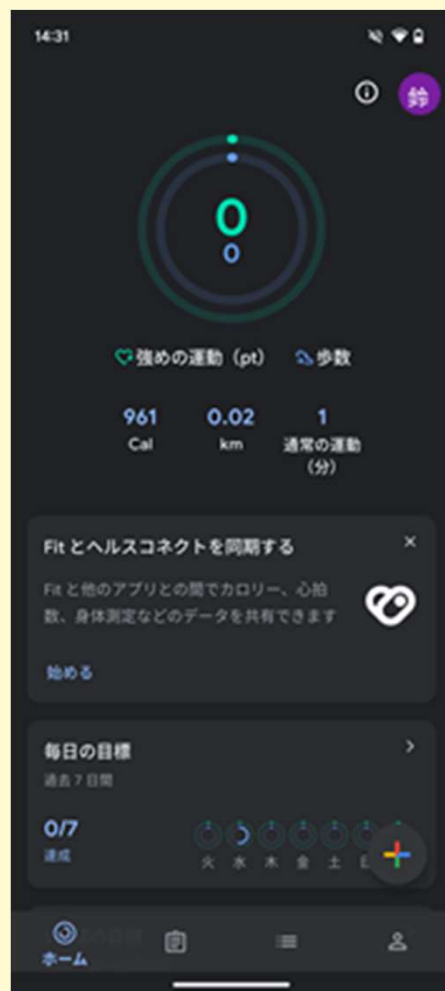 14:31
鈴
0
0
強めの運動（pt） 歩数
961 0.02 1
Cal km 通常の運動
（分）
Fit とヘルスコネクトを同期する
Fit と他のアプリとの間でカロリー、心拍
数、身体測定などのデータを共有できます
始める
毎日の目標
過去 7 日間
0/7
達成
火 水 木 金 土
ホーム